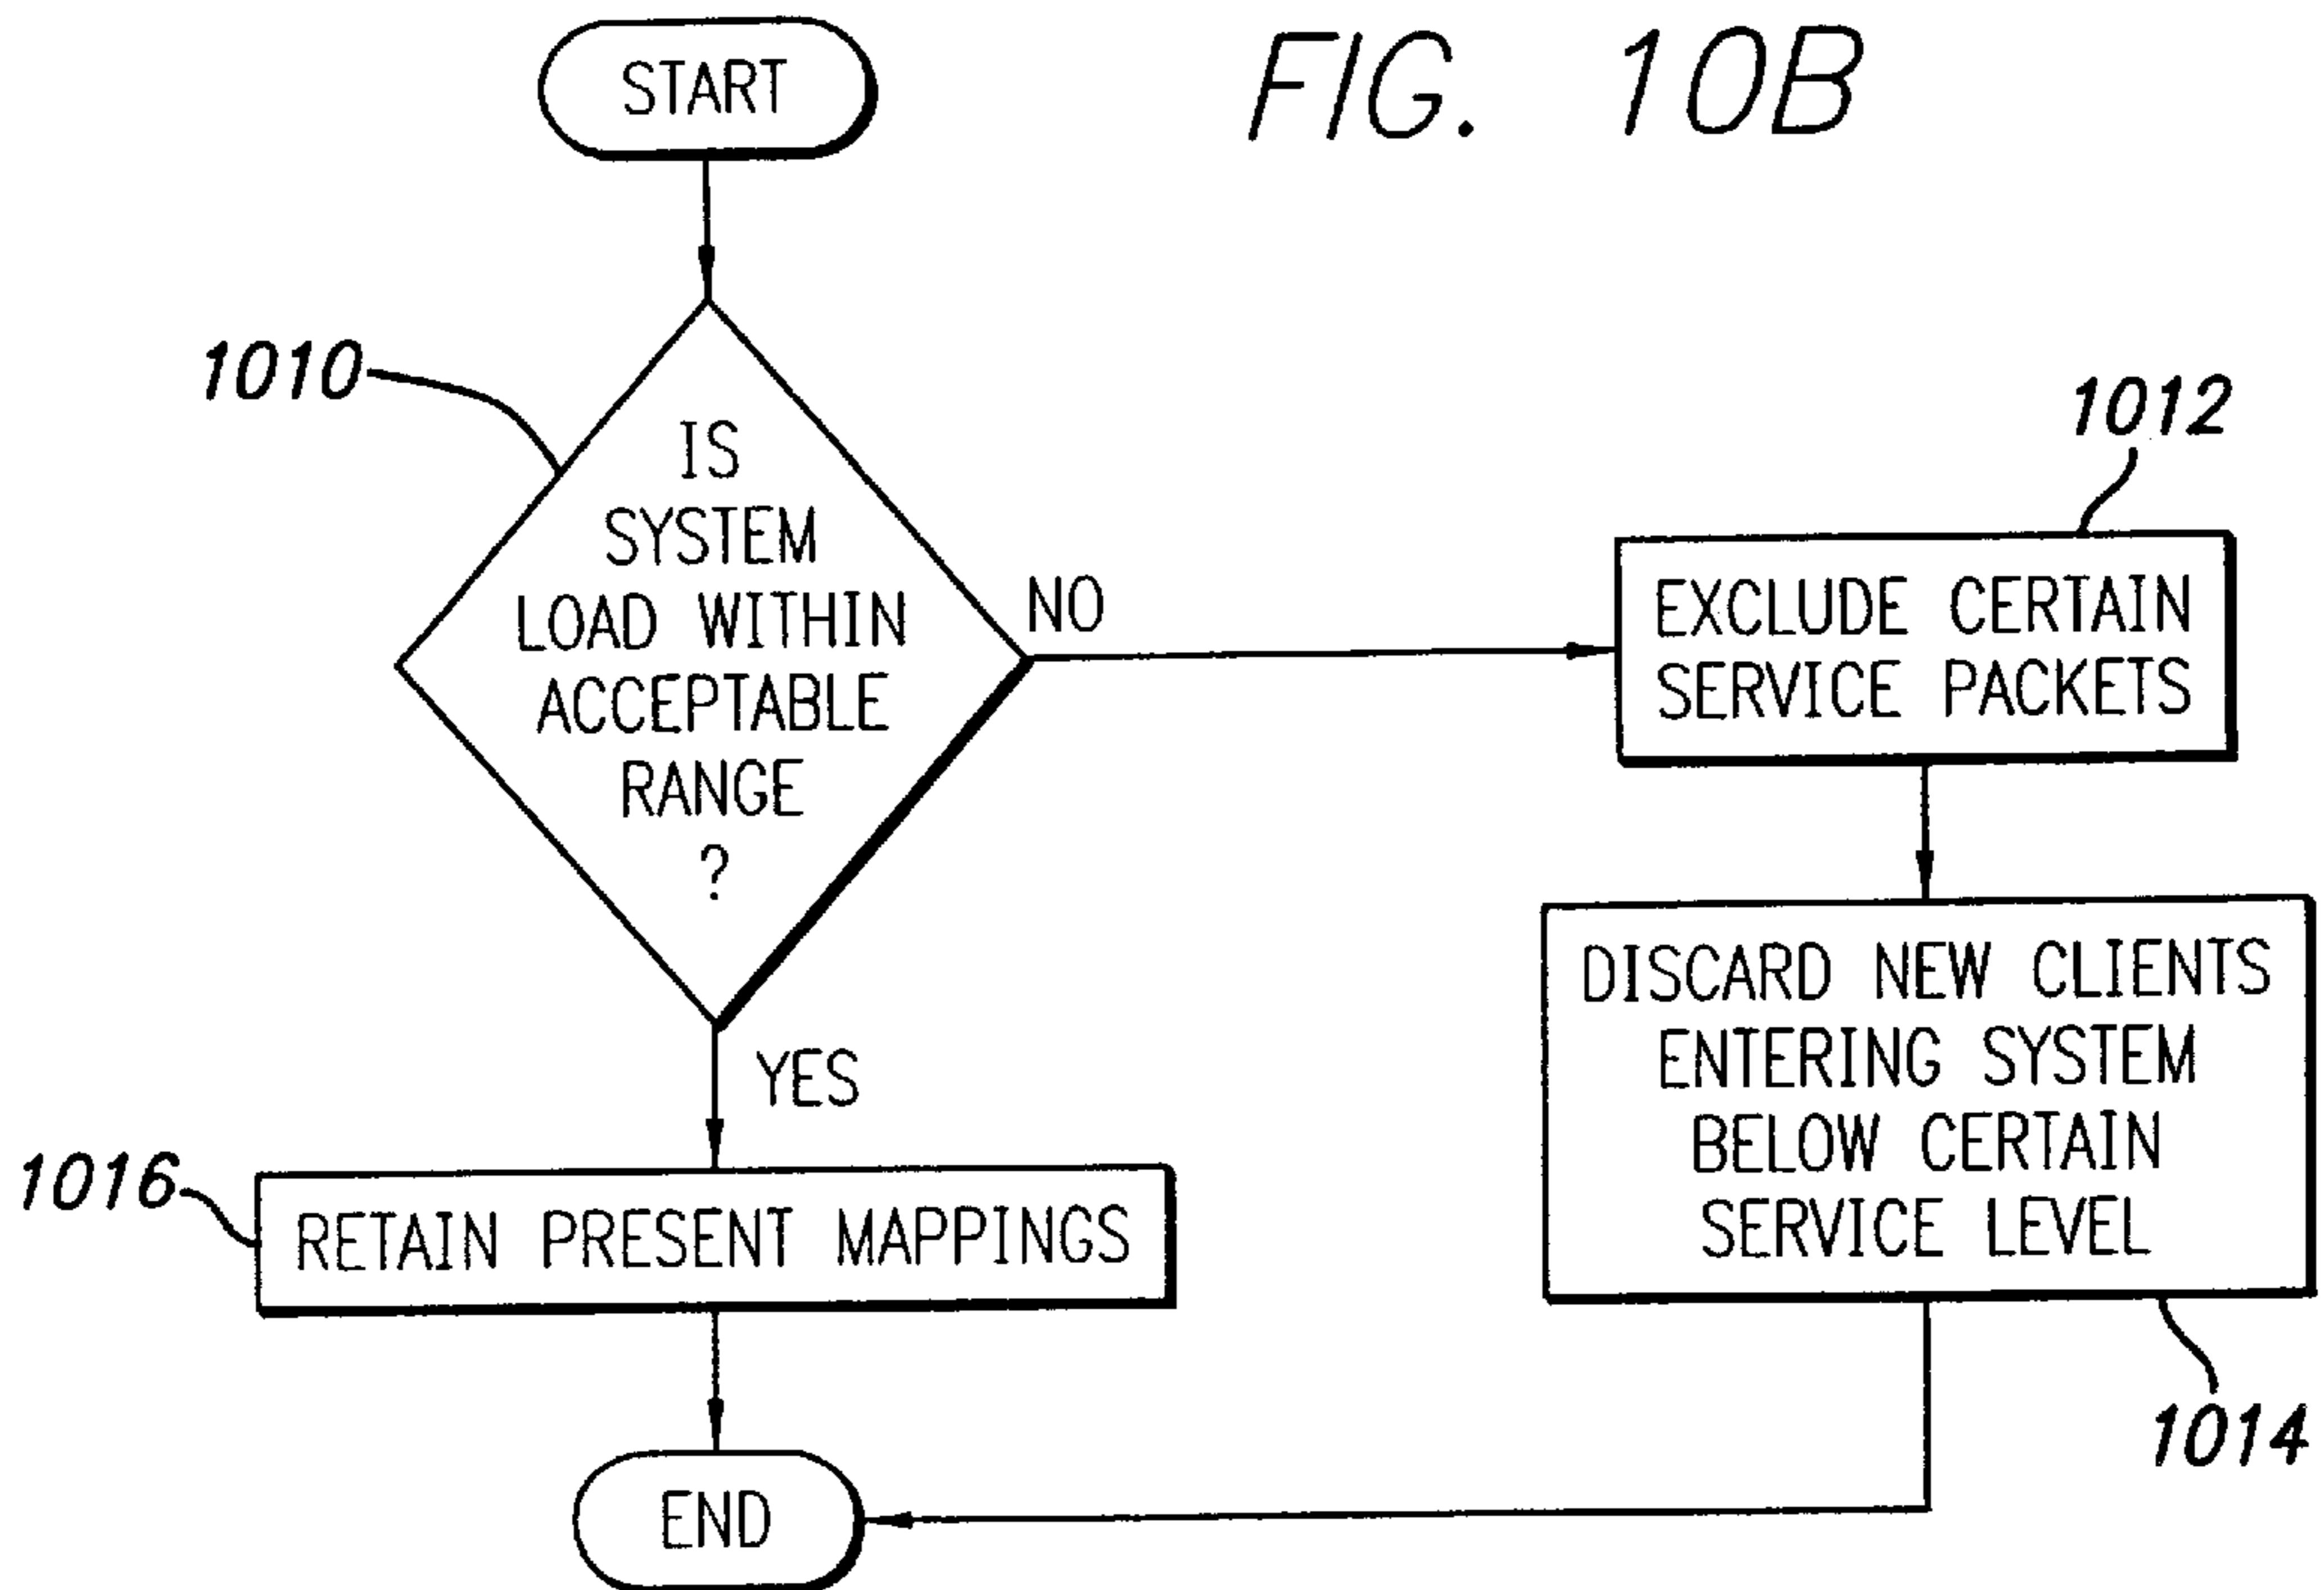 START
FIG. 10B
1010
IS
SYSTEM
LOAD WITHIN
ACCEPTABLE
RANGE
?
NO
1012
EXCLUDE CERTAIN
SERVICE PACKETS
DISCARD NEW CLIENTS
ENTERING SYSTEM
BELOW CERTAIN
SERVICE LEVEL
1014
YES
1016
RETAIN PRESENT MAPPINGS
END